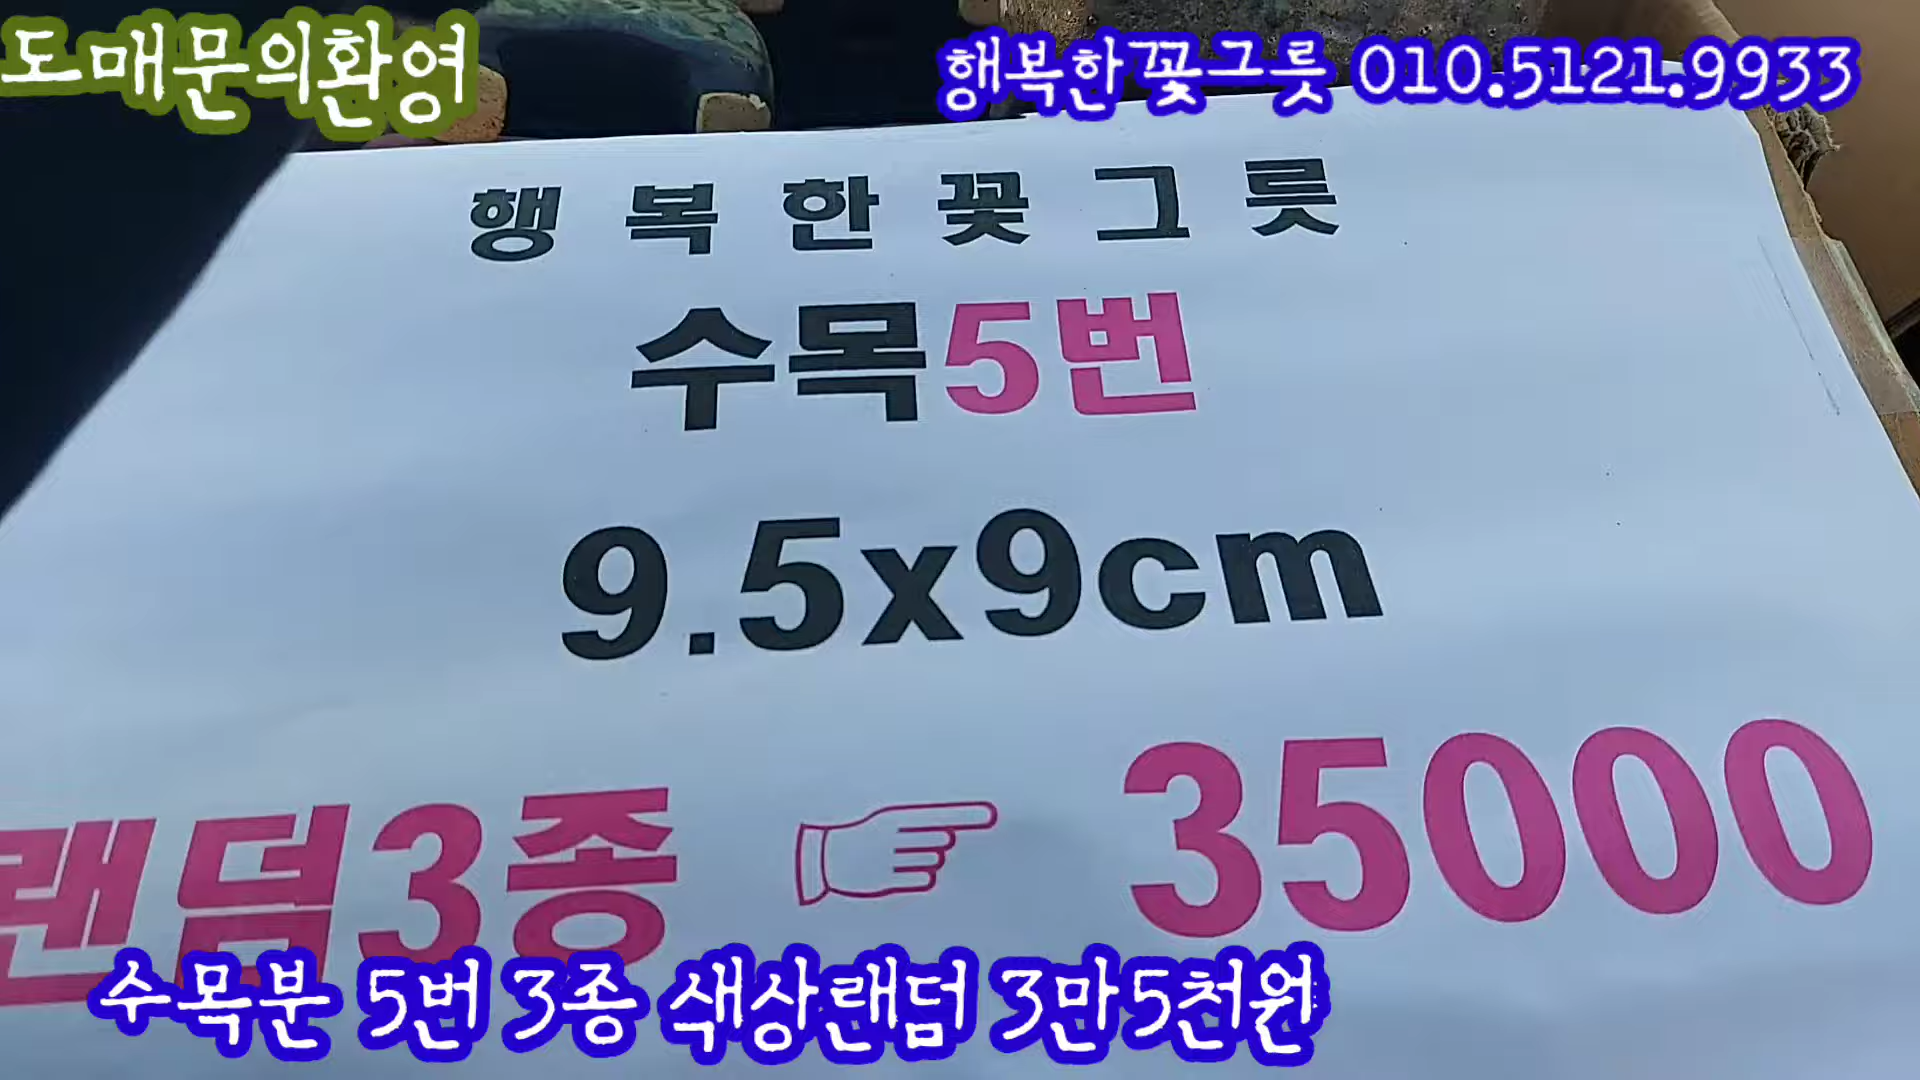 도매문의환영
행복한꽃그릇 010.5121.9933
행복한꽃그릇
수목5번
9.5x9cm
랜덤3종 ☞ 35000
수목분 5번 3종 색상랜덤 3만5천원